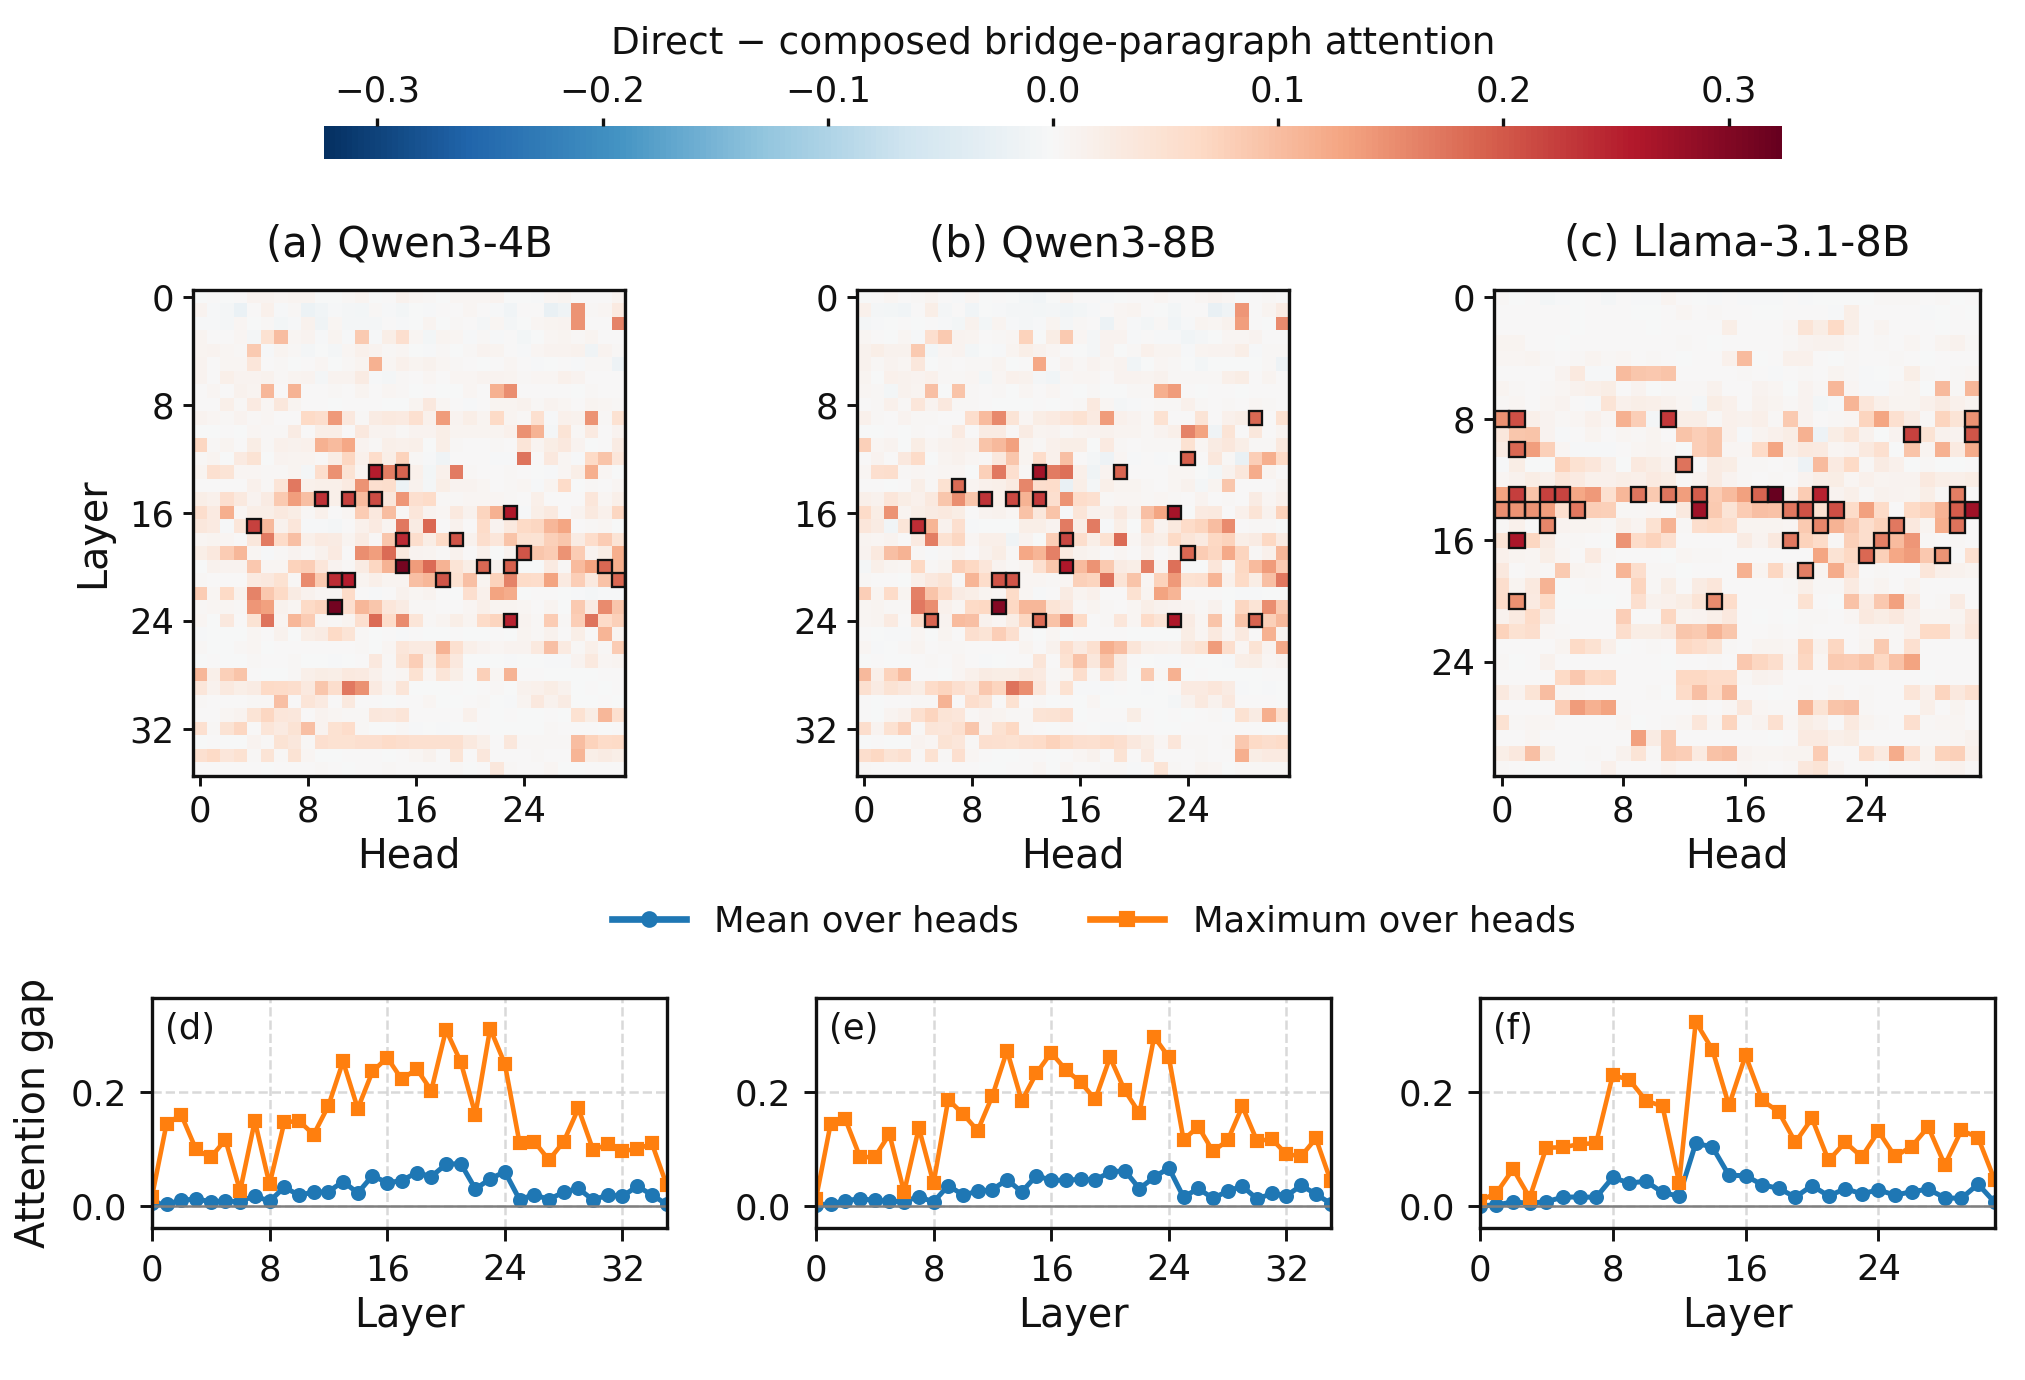 Direct − composed bridge-paragraph attention
−0.3 −0.2 −0.1 0.0 0.1 0.2 0.3
(a) Qwen3-4B (b) Qwen3-8B (c) Llama-3.1-8B
Layer
0
8
16
24
32
0 8 16 24
Head
0
8
16
24
32
0 8 16 24
Head
0
8
16
24
0 8 16 24
Head
Mean over heads Maximum over heads
Attention gap
(d)
0.2
0.0
0 8 16 24 32
Layer
(e)
0.2
0.0
0 8 16 24 32
Layer
(f)
0.2
0.0
0 8 16 24
Layer